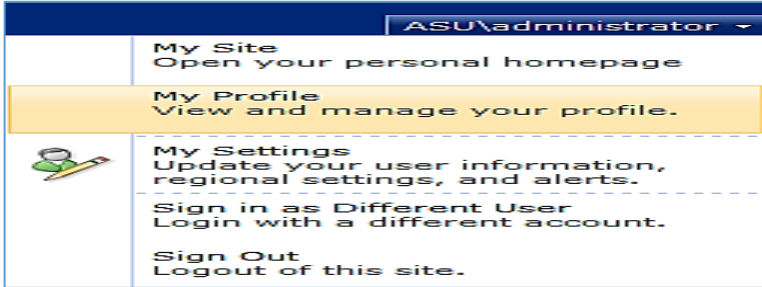 ASU\administrator
My Site
Open your personal homepage
My Profile
View and manage your profile.
My Settings
Update your user information,
regional settings, and alerts.
Sign in as Different User
Login with a different account.
Sign Out
Logout of this site.